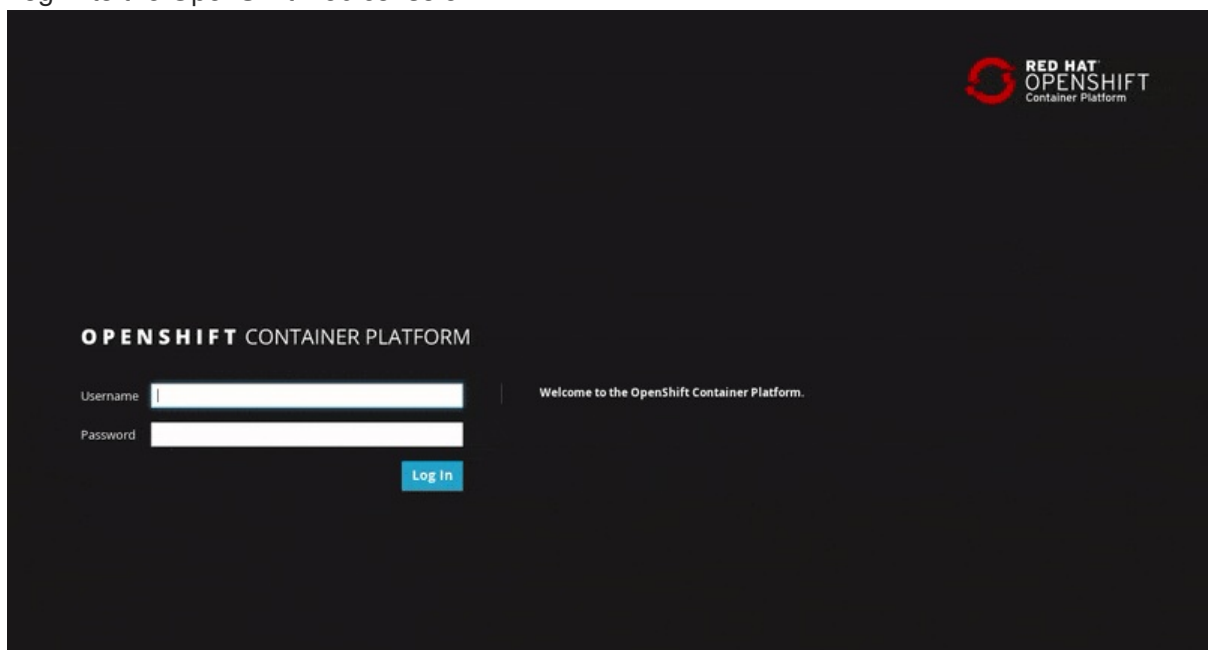 RED HAT
OPENSHIFT
Container Platform
OPENSHIFT CONTAINER PLATFORM
Username
Welcome to the OpenShift Container Platform.
Password
Log In